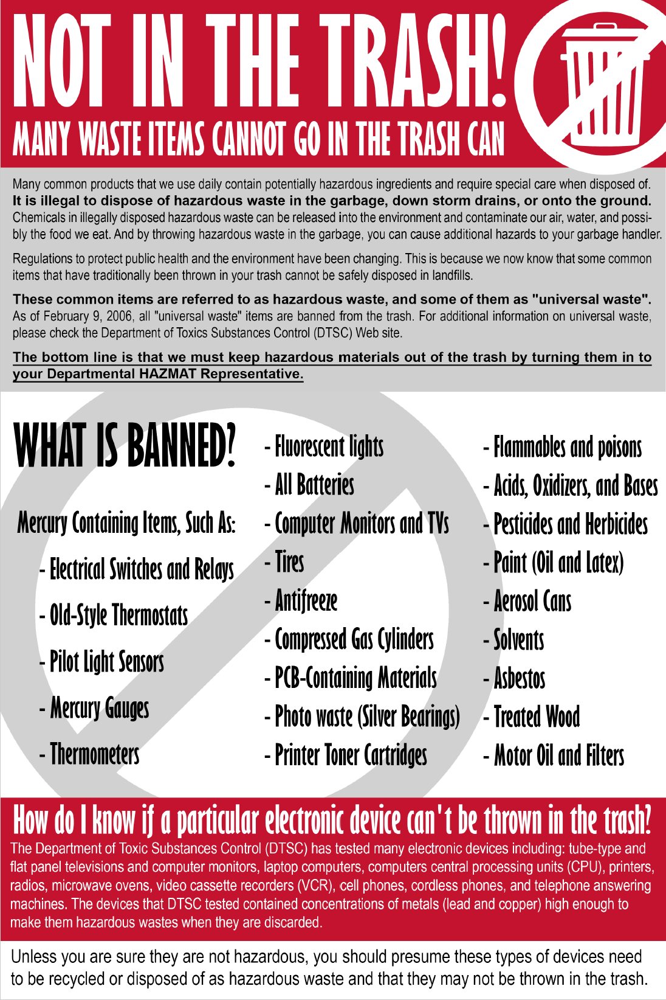 NOT IN THE TRASH!
MANY WASTE ITEMS CANNOT GO IN THE TRASH CAN
Many common products that we use daily contain potentially hazardous ingredients and require special care when disposed of.
It is illegal to dispose of hazardous waste in the garbage, down storm drains, or onto the ground.
Chemicals in illegally disposed hazardous waste can be released into the environment and contaminate our air, water, and possi-
bly the food we eat. And by throwing hazardous waste in the garbage, you can cause additional hazards to your garbage handler.
Regulations to protect public health and the environment have been changing. This is because we now know that some common
items that have traditionally been thrown in your trash cannot be safely disposed in landfills.
These common items are referred to as hazardous waste, and some of them as "universal waste".
As of February 9, 2006, all "universal waste" items are banned from the trash. For additional information on universal waste,
please check the Department of Toxics Substances Control (DTSC) Web site.
The bottom line is that we must keep hazardous materials out of the trash by turning them in to
your Departmental HAZMAT Representative.
WHAT IS BANNED?
Mercury Containing Items, Such As:
- Electrical Switches and Relays
- Old-Style Thermostats
- Pilot Light Sensors
- Mercury Gauges
- Thermometers
- Fluorescent lights
- All Batteries
- Computer Monitors and TVs
- Tires
- Antifreeze
- Compressed Gas Cylinders
- PCB-Containing Materials
- Photo waste (Silver Bearings)
- Printer Toner Cartridges
- Flammables and poisons
- Acids, Oxidizers, and Bases
- Pesticides and Herbicides
- Paint (Oil and Latex)
- Aerosol Cans
- Solvents
- Asbestos
- Treated Wood
- Motor Oil and Filters
How do I know if a particular electronic device can't be thrown in the trash?
The Department of Toxic Substances Control (DTSC) has tested many electronic devices including: tube-type and
flat panel televisions and computer monitors, laptop computers, computers central processing units (CPU), printers,
radios, microwave ovens, video cassette recorders (VCR), cell phones, cordless phones, and telephone answering
machines. The devices that DTSC tested contained concentrations of metals (lead and copper) high enough to
make them hazardous wastes when they are discarded.
Unless you are sure they are not hazardous, you should presume these types of devices need
to be recycled or disposed of as hazardous waste and that they may not be thrown in the trash.